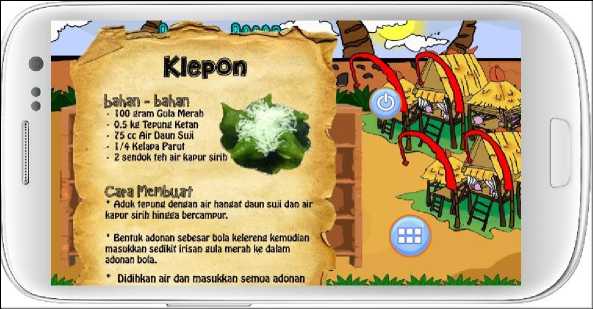 Klepon
bahan - bahan
- 100 gram Gula Merah
- 0,5 kg Tepung Ketan
- 75 cc Air Daun Suji
- 1/4 Kelapa Parut
- 2 sendok teh air kapur sirih
Cara Membuat
* Aduk tepung dengan air hangat daun suji dan air
kapur sirih hingga bercampur.
* Bentuk adonan sebesar bola kelereng kemudian
masukkan sedikit irisan gula merah ke dalam
adonan bola.
* Didihkan air dan masukkan semua adonan